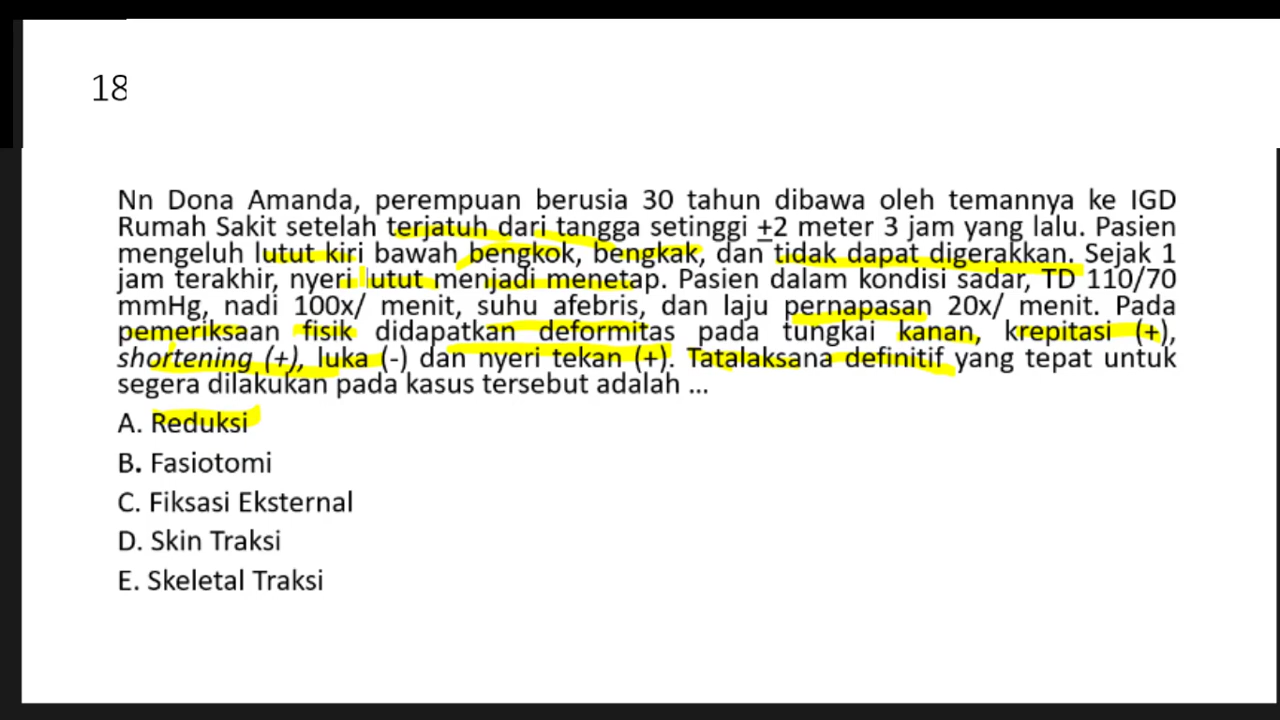 18
Nn Dona Amanda, perempuan berusia 30 tahun dibawa oleh temannya ke IGD
Rumah Sakit setelah terjatuh dari tangga setinggi +2 meter 3 jam yang lalu. Pasien
mengeluh lutut kiri bawah bengkok, bengkak, dan tidak dapat digerakkan. Sejak 1
jam terakhir, nyeri lutut menjadi menetap. Pasien dalam kondisi sadar, TD 110/70
mmHg, nadi 100x/ menit, suhu afebris, dan laju pernapasan 20x/ menit. Pada
pemeriksaan fisik didapatkan deformitas pada tungkai kanan, krepitasi (+),
shortening (+), luka (-) dan nyeri tekan (+). Tatalaksana definitif yang tepat untuk
segera dilakukan pada kasus tersebut adalah ...
A. Reduksi
B. Fasiotomi
C. Fiksasi Eksternal
D. Skin Traksi
E. Skeletal Traksi